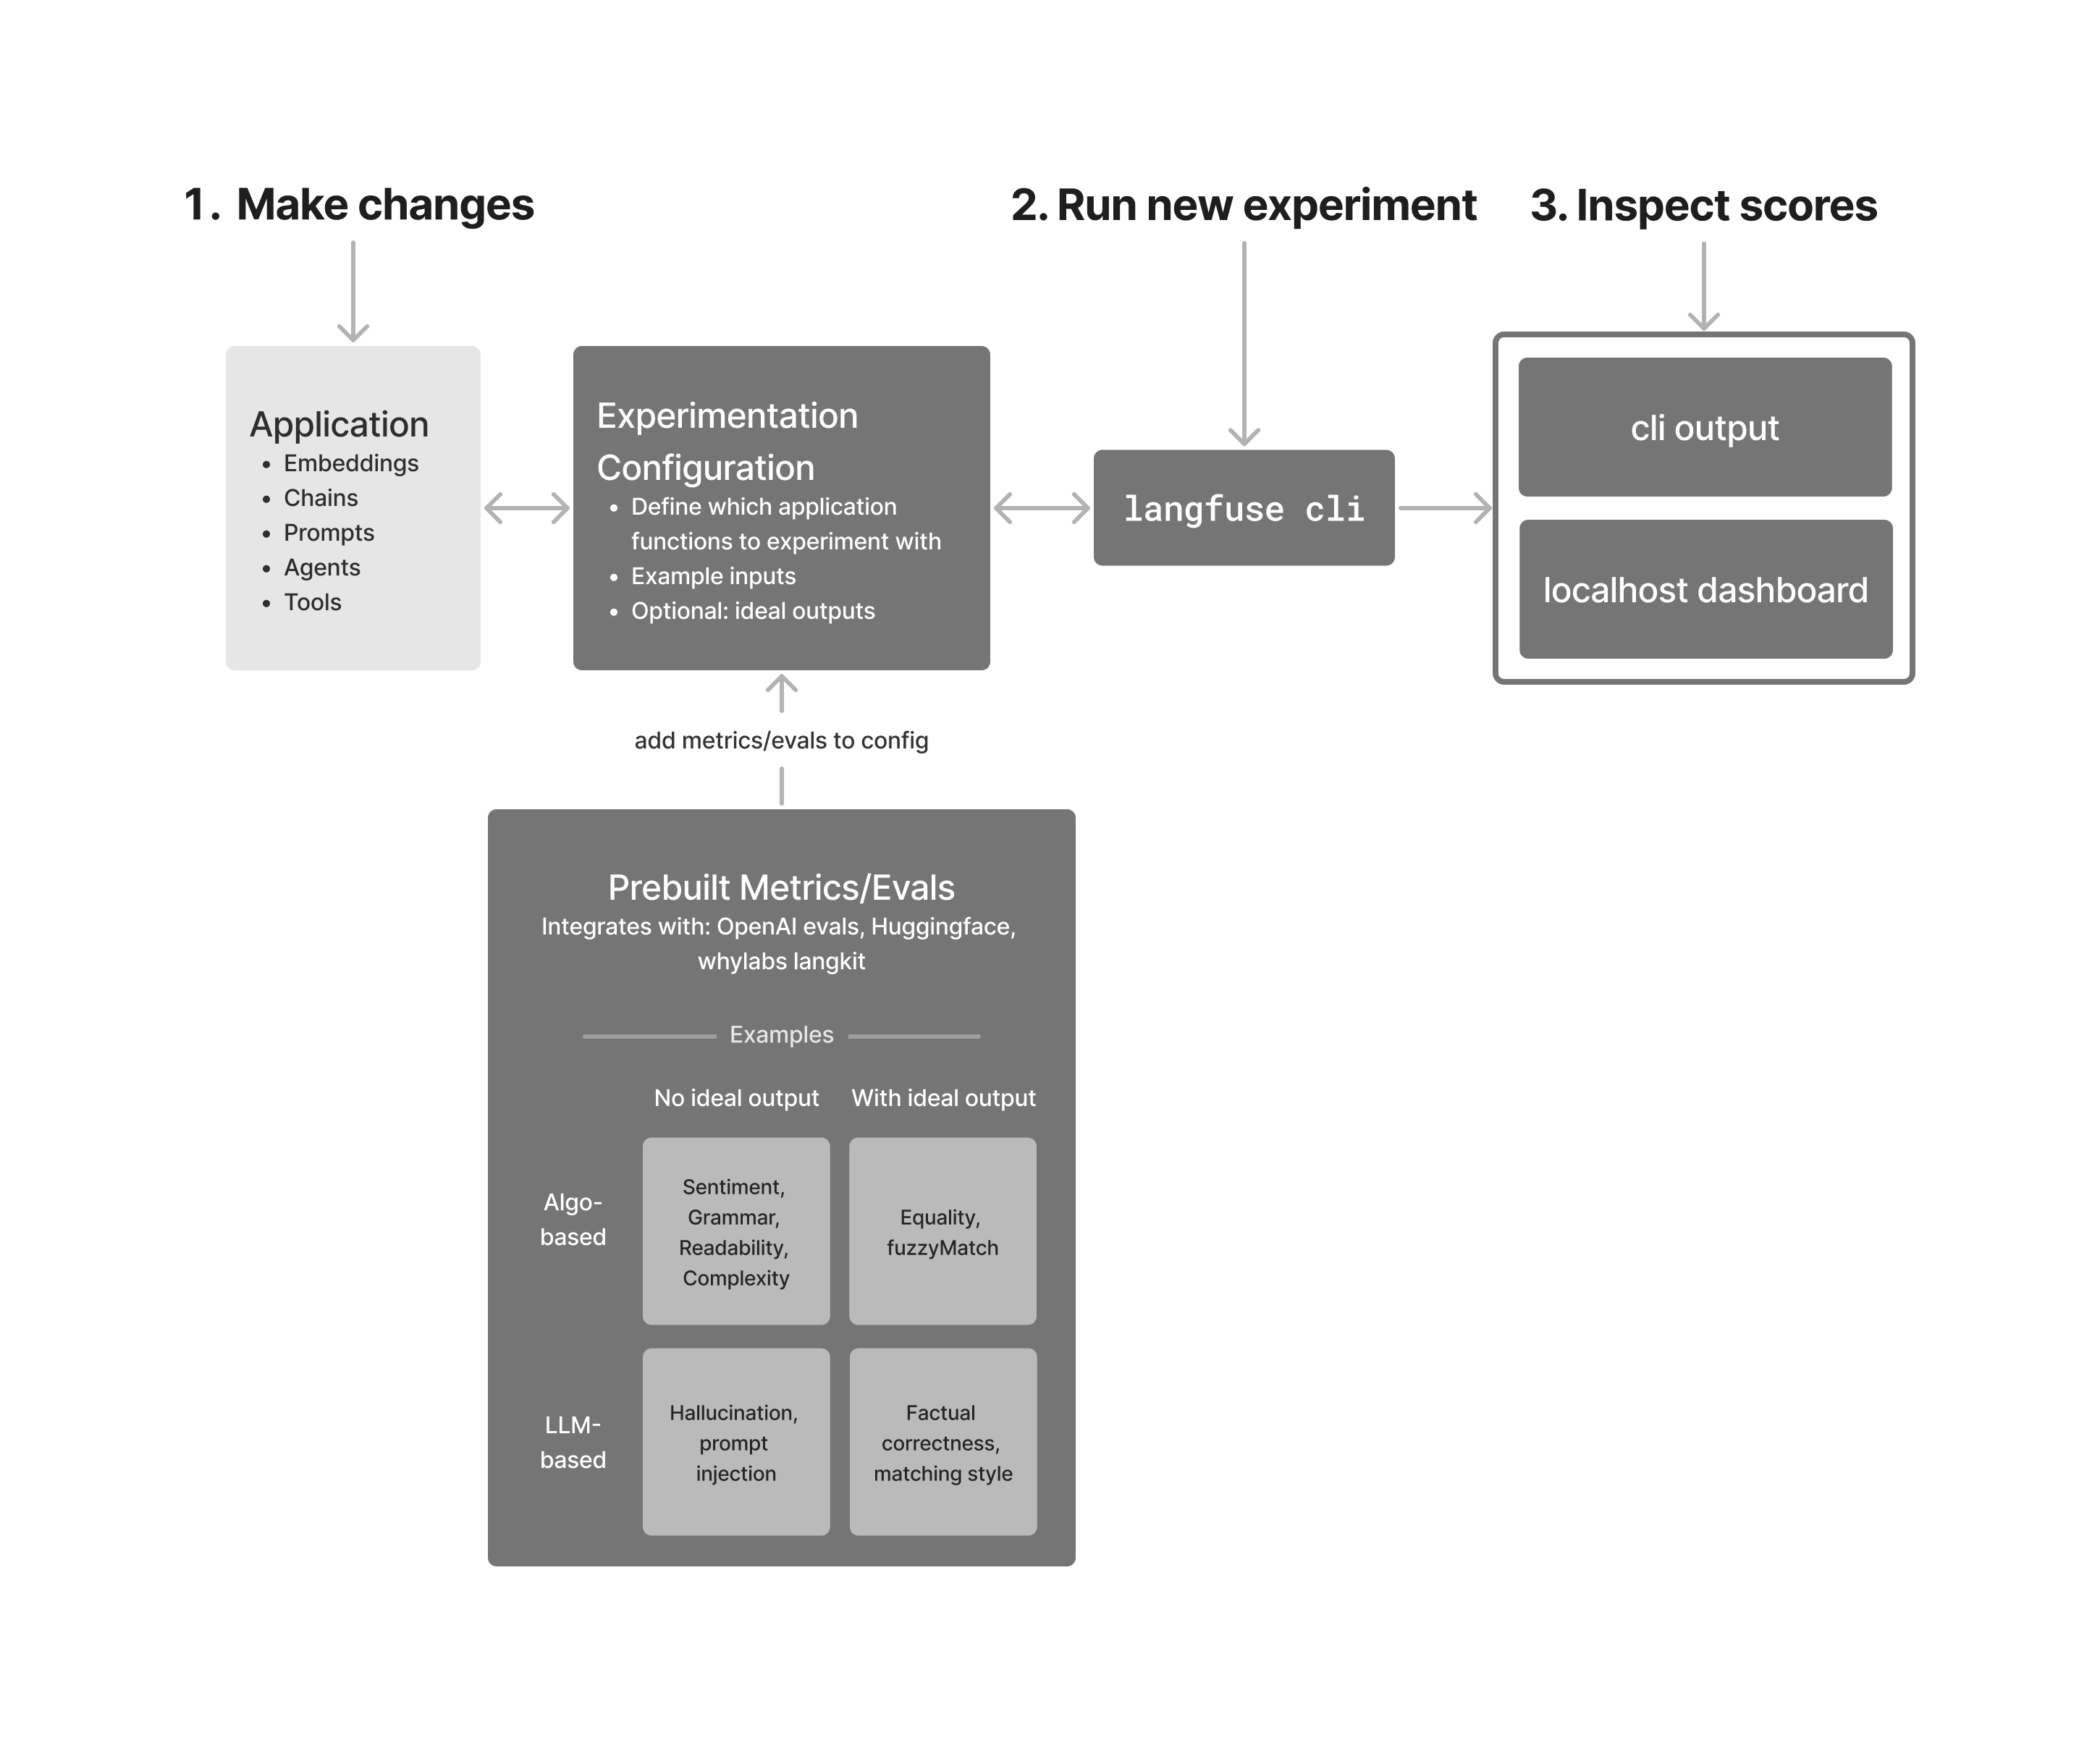 1. Make changes
2. Run new experiment
3. Inspect scores
Application
• Embeddings
• Chains
• Prompts
• Agents
• Tools
Experimentation
Configuration
• Define which application
functions to experiment with
• Example inputs
• Optional: ideal outputs
langfuse cli
cli output
localhost dashboard
add metrics/evals to config
Prebuilt Metrics/Evals
Integrates with: OpenAI evals, Huggingface,
whylabs langkit
Examples
No ideal output
With ideal output
Algo-
based
Sentiment,
Grammar,
Readability,
Complexity
Equality,
fuzzyMatch
LLM-
based
Hallucination,
prompt
injection
Factual
correctness,
matching style